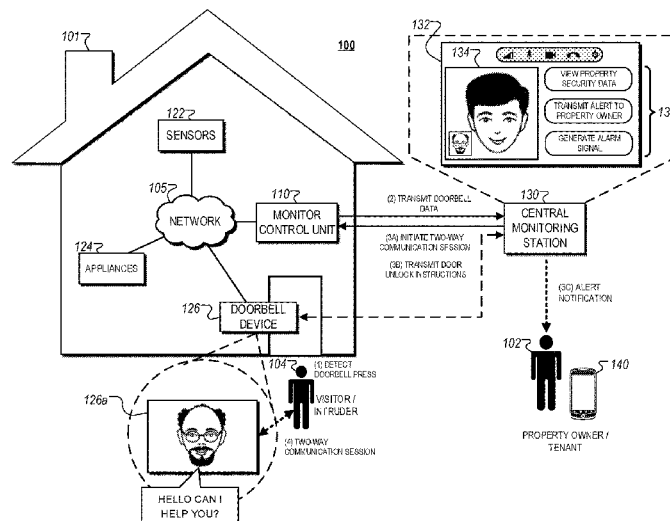 101
100
132
134
122
SENSORS
VIEW PROPERTY
SECURITY DATA
TRANSMIT ALERT TO
PROPERTY OWNER
GENERATE ALARM
SIGNAL
13
105
NETWORK
110
MONITOR
CONTROL UNIT
(2) TRANSMIT DOORBELL
DATA
130
CENTRAL
MONITORING
STATION
124
APPLIANCES
(3A) INITIATE TWO-WAY
COMMUNICATION SESSION
(3B) TRANSMIT DOOR
UNLOCK INSTRUCTIONS
(3C) ALERT
NOTIFICATION
126
DOORBELL
DEVICE
104
(1) DETECT
DOORBELL PRESS
VISITOR /
INTRUDER
102
140
126a
(4) TWO-WAY
COMMUNICATION SESSION
PROPERTY OWNER /
TENANT
HELLO CAN I
HELP YOU?